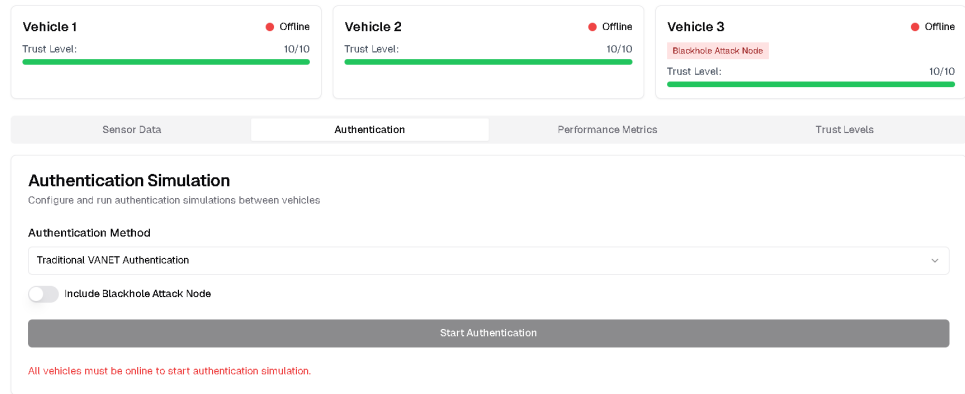 Vehicle 1
Offline
Trust Level:
10/10
Vehicle 2
Offline
Trust Level:
10/10
Vehicle 3
Offline
Blackhole Attack Node
Trust Level:
10/10
Sensor Data
Authentication
Performance Metrics
Trust Levels
Authentication Simulation
Configure and run authentication simulations between vehicles
Authentication Method
Traditional VANET Authentication
Include Blackhole Attack Node
Start Authentication
All vehicles must be online to start authentication simulation.